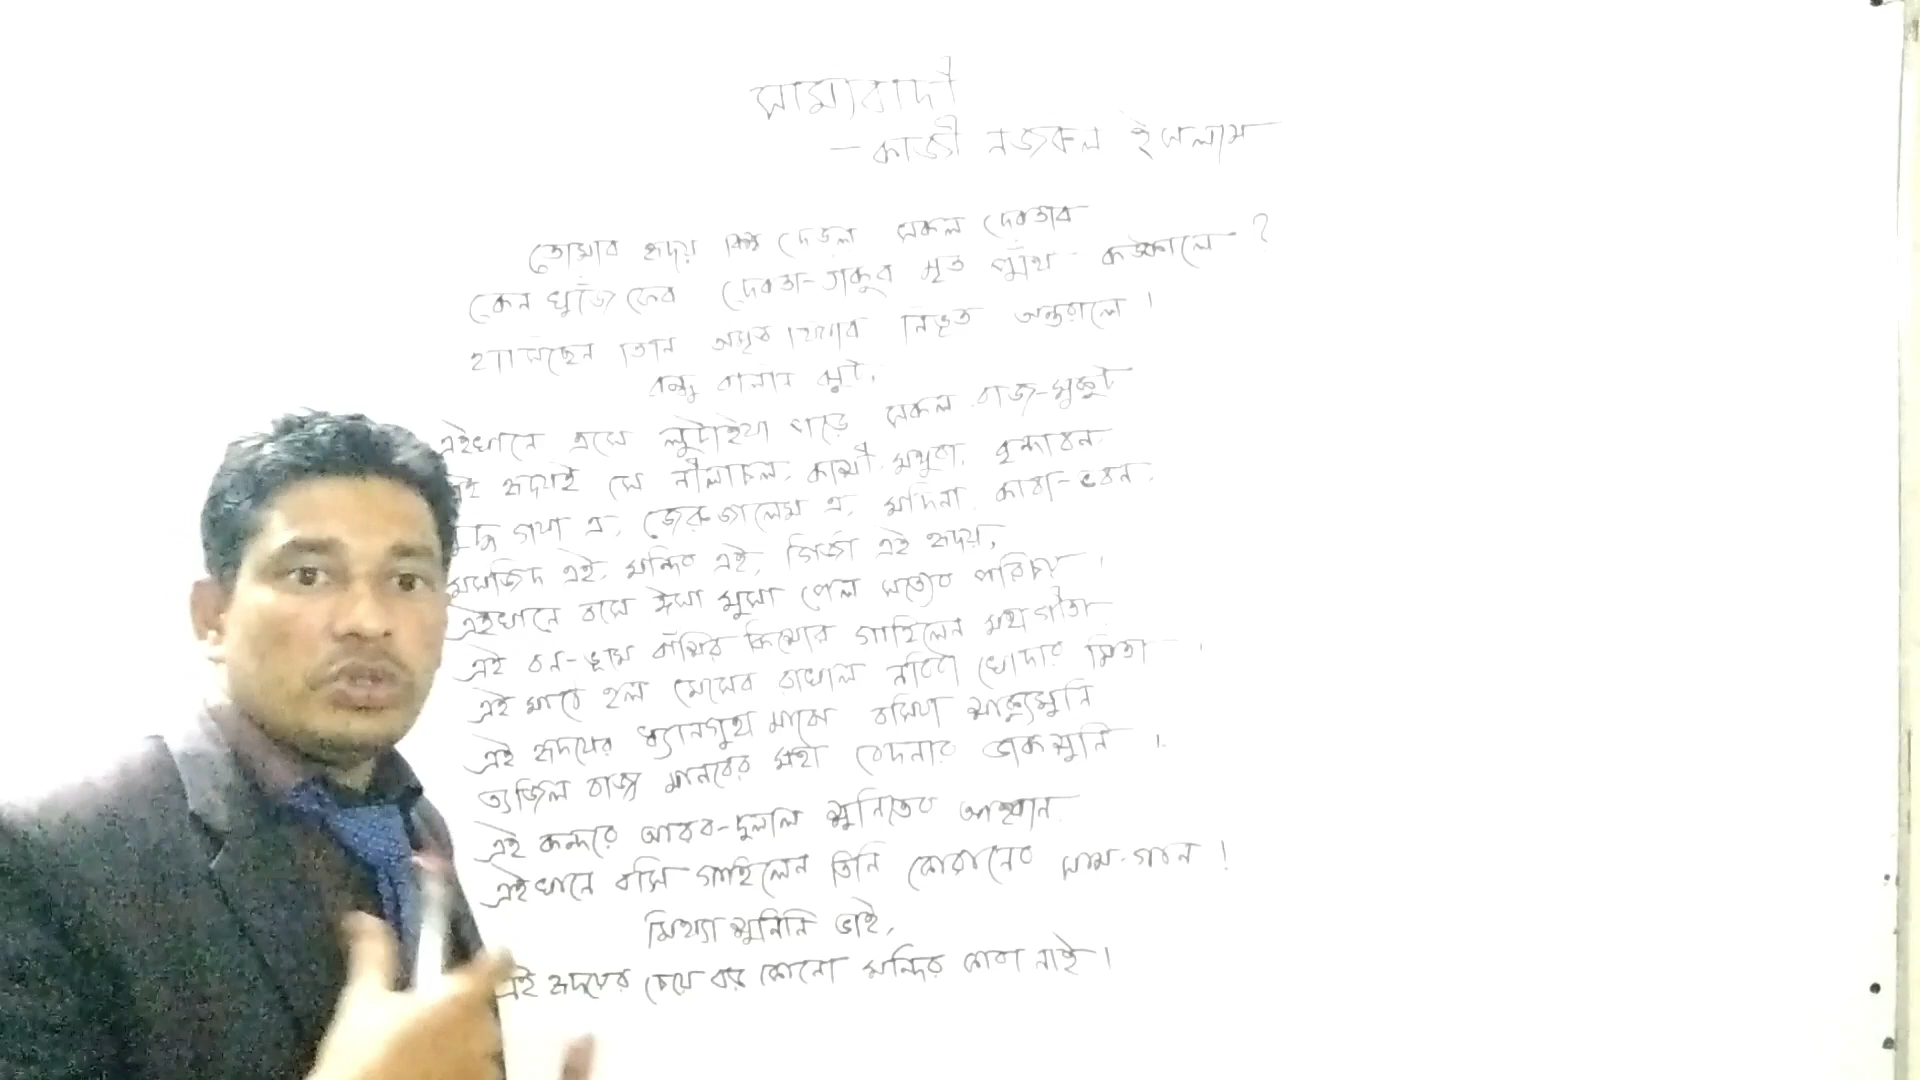 সাম্যবাদী
- কাজী নজরুল ইসলাম
তোমার হৃদয় বিশ্ব দেউল সকল দেবতার
কেন খুঁজে ফের দেবতা-ঠাকুর মৃত পুঁথি কঙ্কালে ?
হাসিছেন তিনি অমৃত হিয়ার নিভৃত অন্তরালে ।
বন্ধু বলিনি ঝুট,
এইখানে এসে লুটাইয়া পড়ে সকল রাজ-মুকুট
এই হৃদয়ই সে নীলাচল, কাশী, মথুরা, বৃন্দাবন,
বুদ্ধ গয়া এ, জেরুজালেম এ, মদিনা, কাবা-ভবন,
মসজিদ এই, মন্দির এই, গির্জা এই হৃদয়,
এইখানে বসে ঈসা মুসা পেল সত্যের পরিচয় ।
এই রন-ভূমে বাঁশির কিশোর গাহিলেন মহা গীতা
এই মাঠে হল মেষের রাখাল নবিরা খোদার মিতা ।
এই হৃদয়ের ধ্যানগুহা মাঝে বসিয়া শাক্যমুনি
ত্যজিল রাজ্য মানবের মহা বেদনার ডাক শুনি ।
এই কন্দরে আরব-দুলাল শুনিতের আহ্বান
এইখানে বসি গাহিলেন তিনি কোরানের সাম-গান !
মিথ্যা শুনিনি ভাই,
এই হৃদয়ের চেয়ে বড় কোনো মন্দির কাবা নাই ।